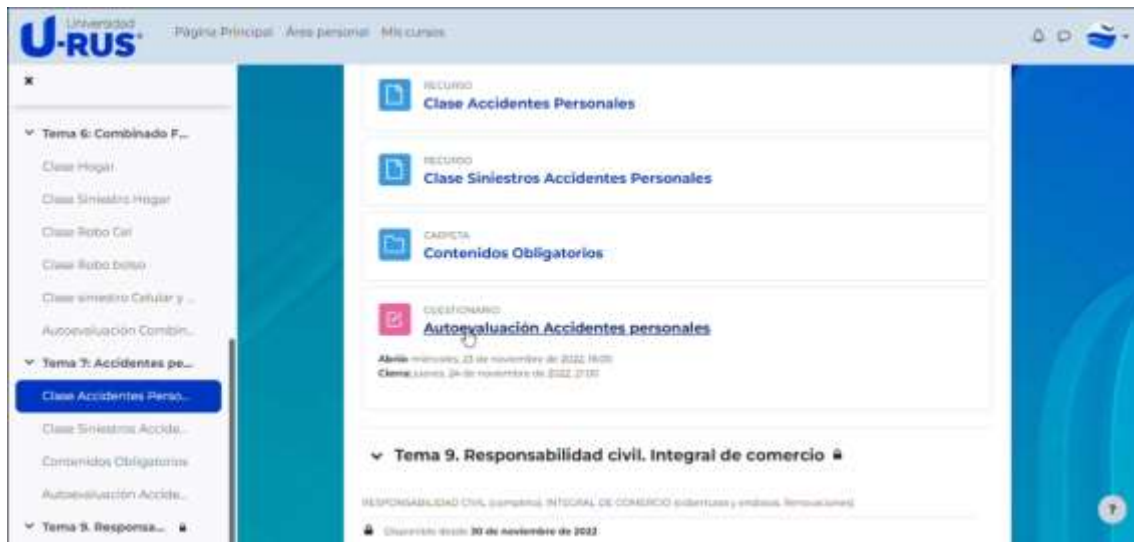 Universidad
U-RUS
Página Principal Área personal Mis cursos
Tema 6: Combinado F...
Clase Hogar
Clase Siniestro Hogar
Clase Robo Cel
Clase Robo bolso
Clase siniestro Celular y ...
Autoevaluación Combin...
Tema 7: Accidentes pe...
Clase Accidentes Perso...
Clase Siniestros Accide...
Contenidos Obligatorios
Autoevaluación Accide...
Tema 9. Responsa...
RECURSO
Clase Accidentes Personales
RECURSO
Clase Siniestros Accidentes Personales
CARPETA
Contenidos Obligatorios
CUESTIONARIO
Autoevaluación Accidentes personales
Abrió: miércoles, 23 de noviembre de 2022, 16:00
Cierra: jueves, 24 de noviembre de 2022, 21:00
Tema 9. Responsabilidad civil. Integral de comercio
RESPONSABILIDAD CIVIL (completo). INTEGRAL DE COMERCIO (coberturas y endosos. Renovaciones)
Disponible desde 30 de noviembre de 2022
?